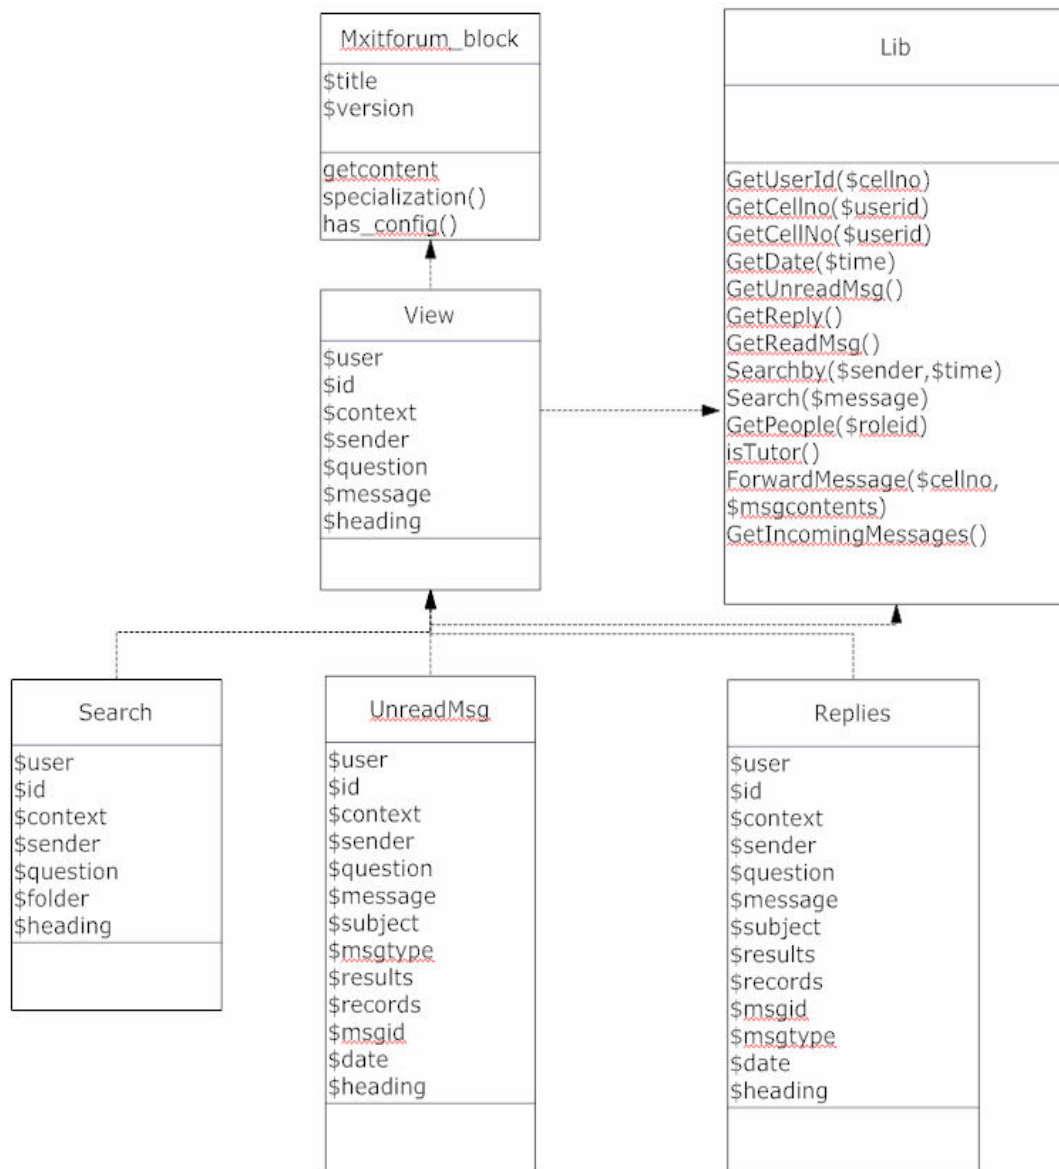 Mxitforum_block
$title
$version
getcontent
specialization()
has_config()
Lib
GetUserId($cellno)
GetCellno($userid)
GetCellNo($userid)
GetDate($time)
GetUnreadMsg()
GetReply()
GetReadMsg()
Searchby($sender,$time)
Search($message)
GetPeople($roleid)
isTutor()
ForwardMessage($cellno,
$msgcontents)
GetIncomingMessages()
View
$user
$id
$context
$sender
$question
$message
$heading
Search
$user
$id
$context
$sender
$question
$folder
$heading
UnreadMsg
$user
$id
$context
$sender
$question
$message
$subject
$msgtype
$results
$records
$msgid
$date
$heading
Replies
$user
$id
$context
$sender
$question
$message
$subject
$results
$records
$msgid
$msgtype
$date
$heading